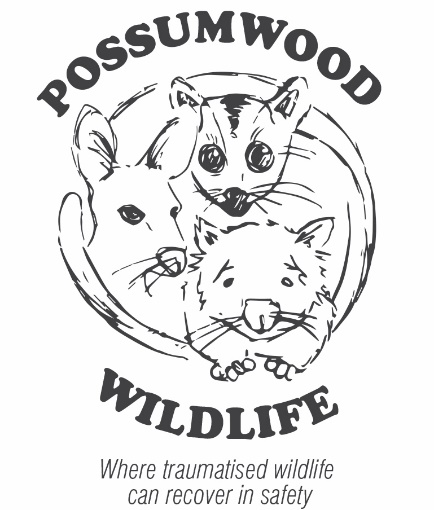 POSSUMWOOD
WILDLIFE
Where traumatised wildlife
can recover in safety